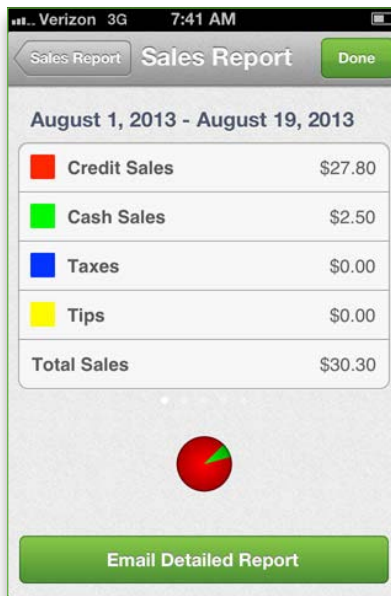 Verizon 3G 7:41 AM
Sales Report Sales Report Done
August 1, 2013 - August 19, 2013
Credit Sales $27.80
Cash Sales $2.50
Taxes $0.00
Tips $0.00
Total Sales $30.30
Email Detailed Report